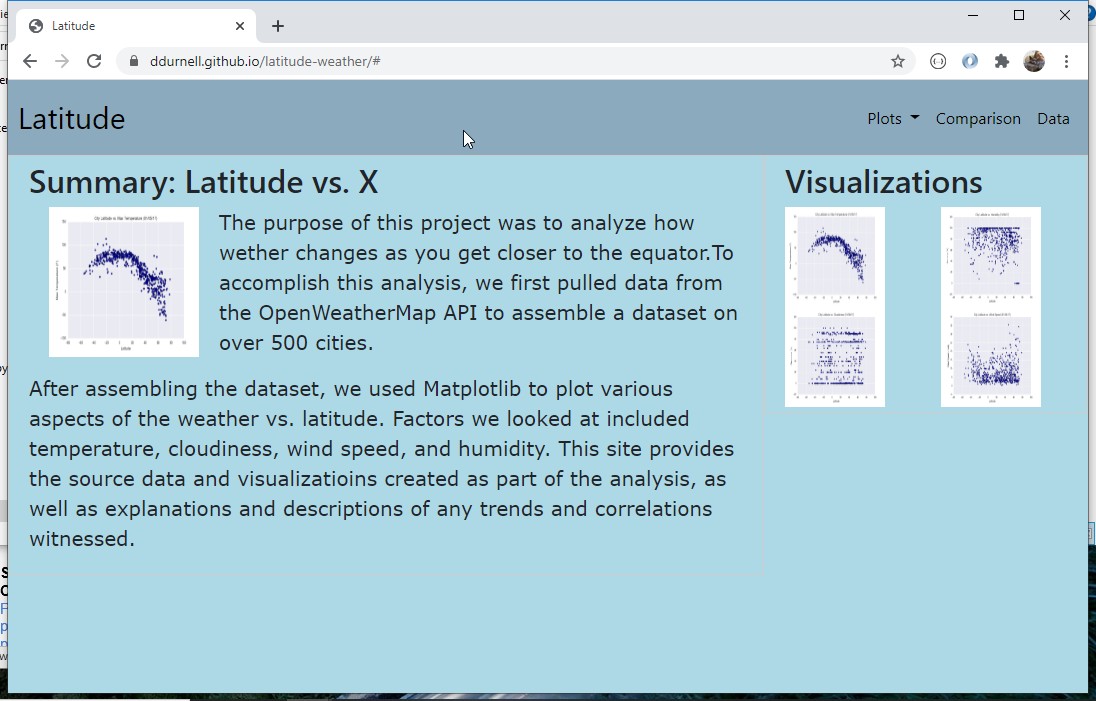 Latitude
ddurnell.github.io/latitude-weather/#
Latitude
Plots
Comparison
Data
Summary: Latitude vs. X
The purpose of this project was to analyze how
wether changes as you get closer to the equator.To
accomplish this analysis, we first pulled data from
the OpenWeatherMap API to assemble a dataset on
over 500 cities.
After assembling the dataset, we used Matplotlib to plot various
aspects of the weather vs. latitude. Factors we looked at included
temperature, cloudiness, wind speed, and humidity. This site provides
the source data and visualizatioins created as part of the analysis, as
well as explanations and descriptions of any trends and correlations
witnessed.
Visualizations